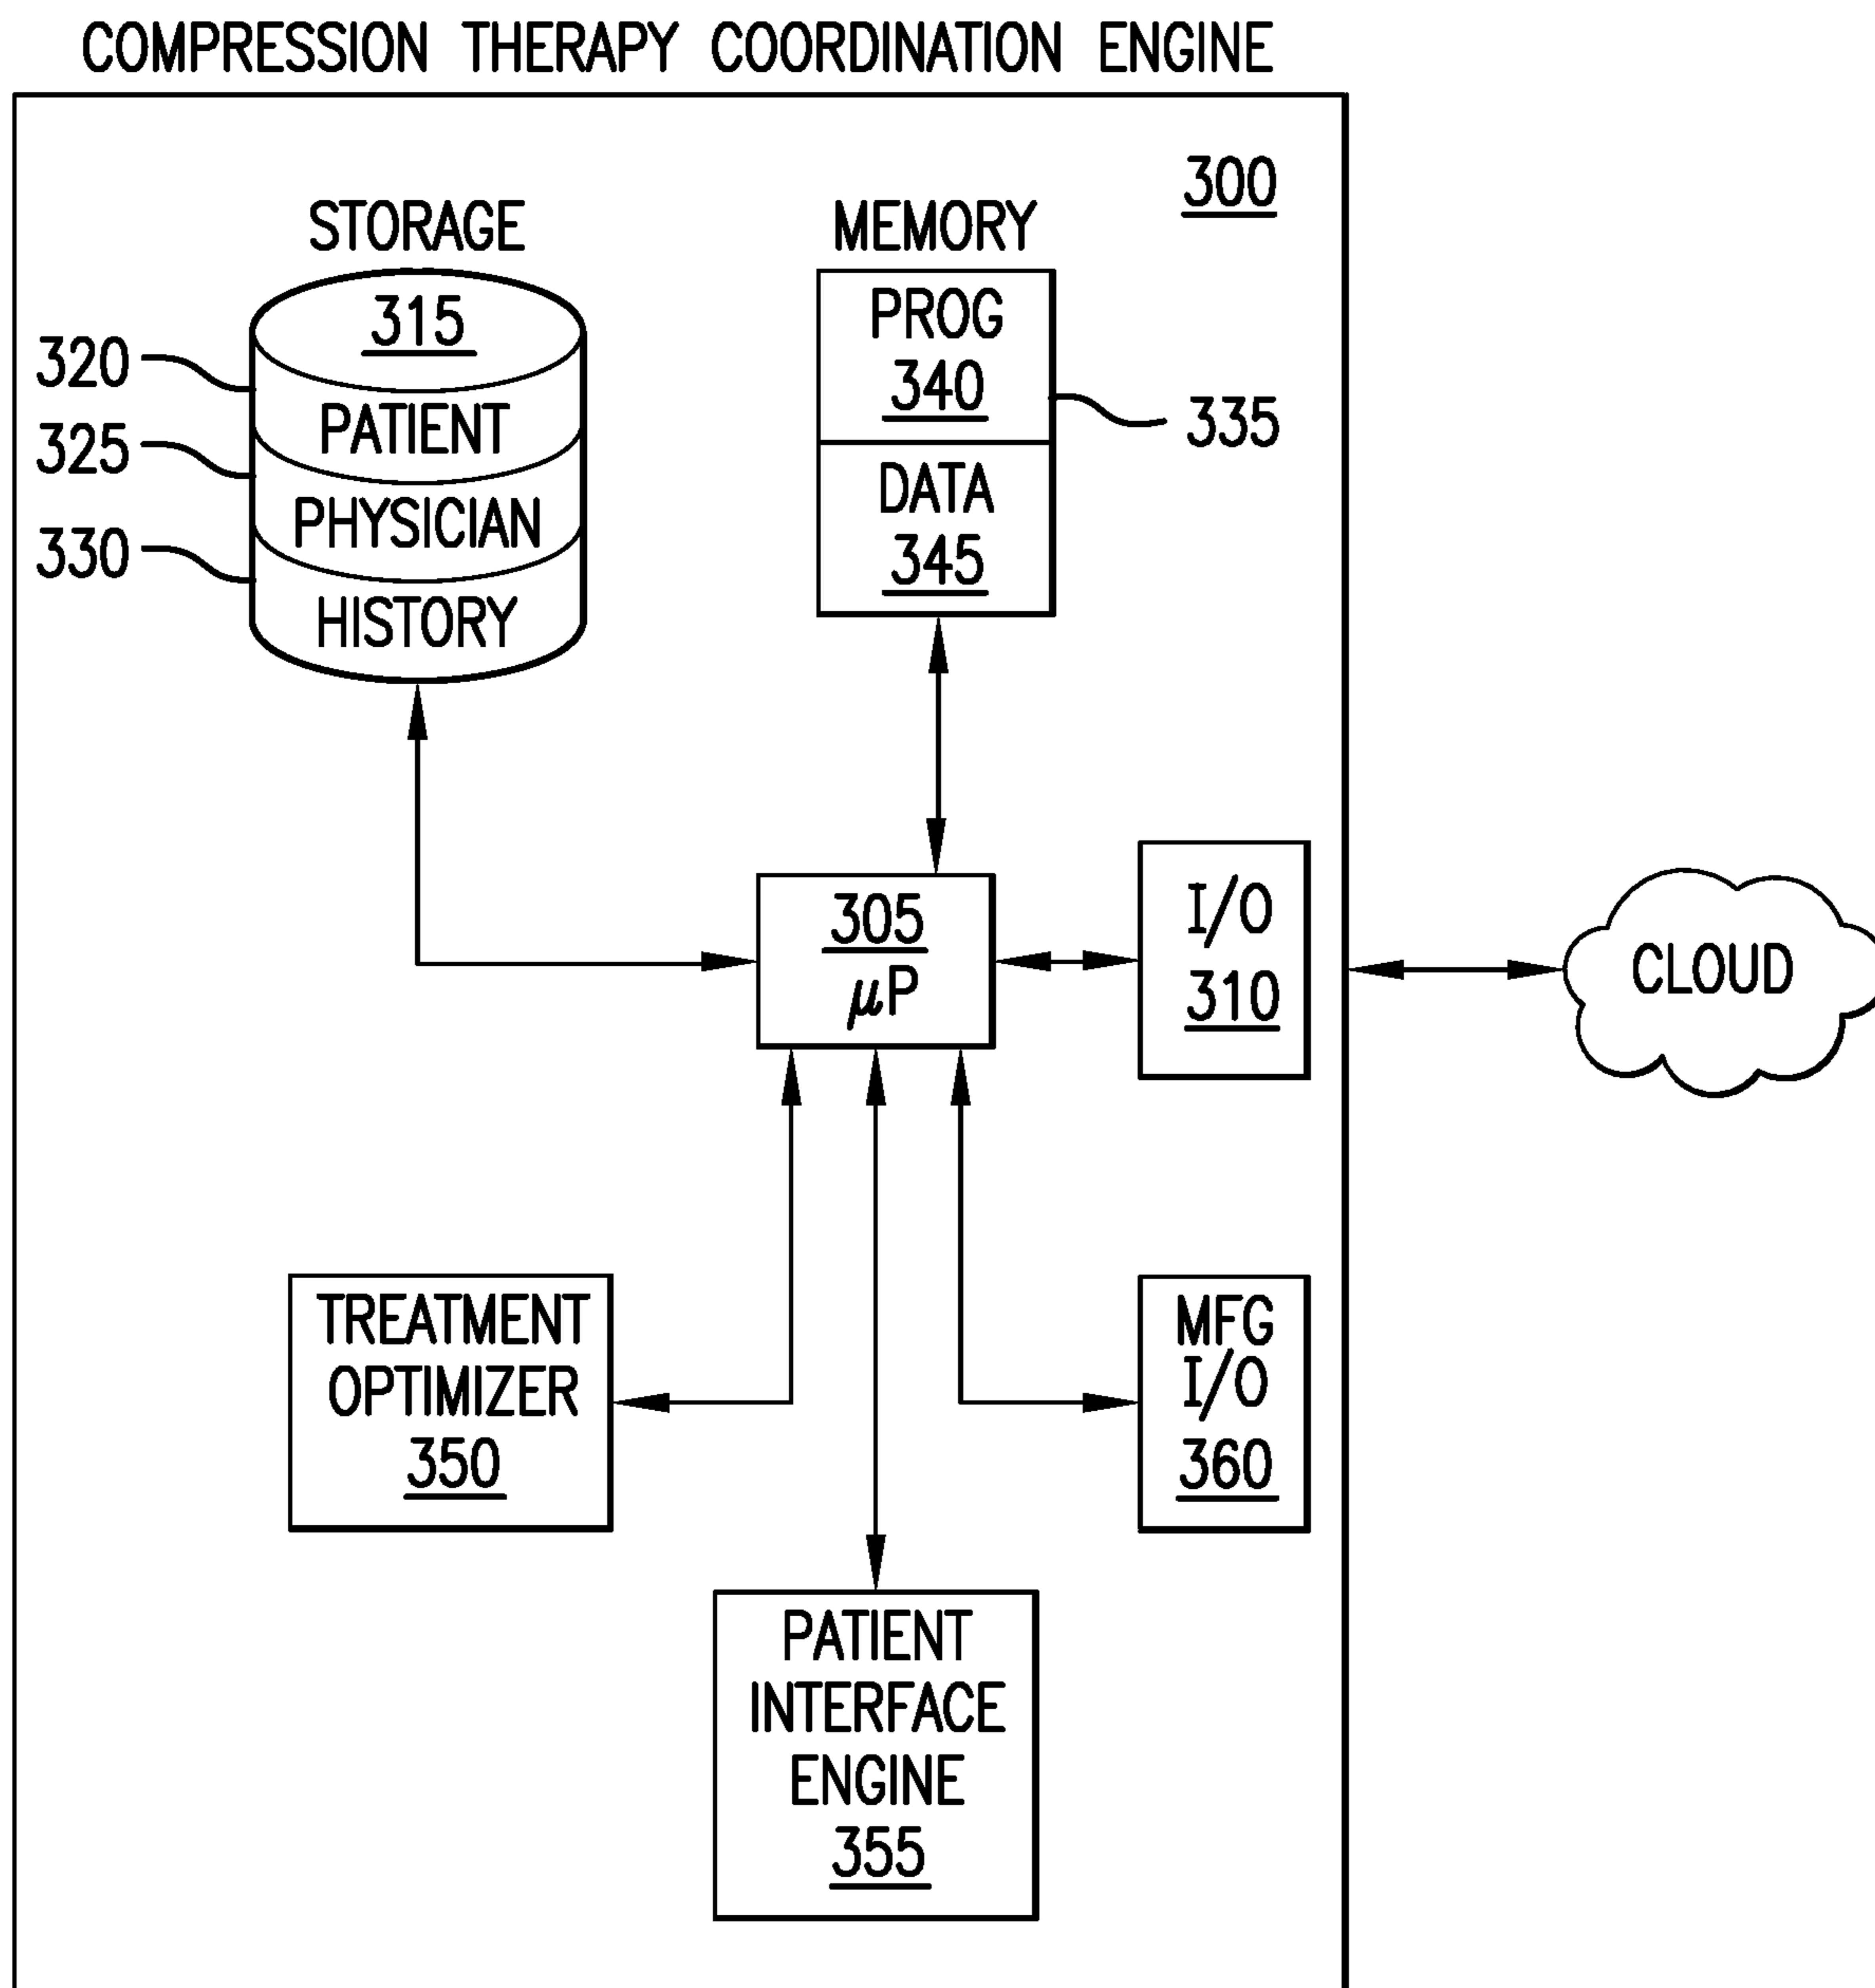 COMPRESSION THERAPY COORDINATION ENGINE
300
STORAGE
315
320
PATIENT
325
PHYSICIAN
330
HISTORY
MEMORY
PROG
340
335
DATA
345
305
µP
I/O
310
CLOUD
TREATMENT
OPTIMIZER
350
MFG
I/O
360
PATIENT
INTERFACE
ENGINE
355